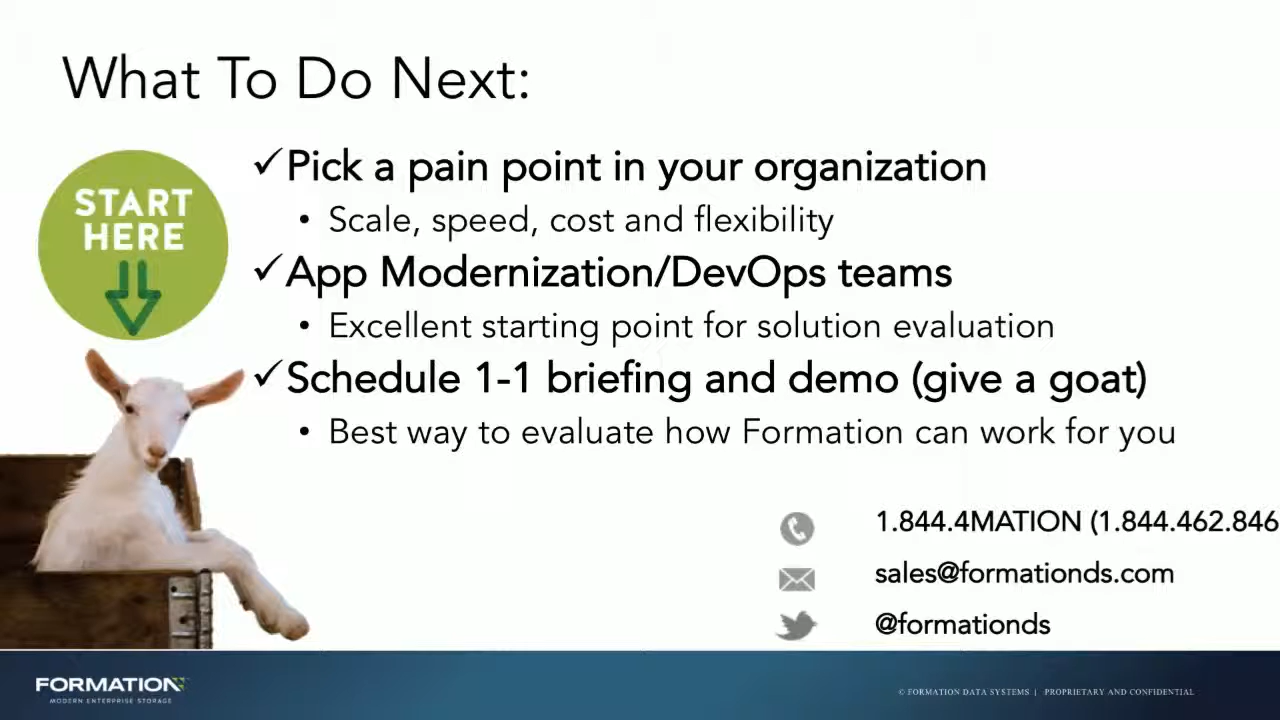 What To Do Next:
START
HERE
✓Pick a pain point in your organization
• Scale, speed, cost and flexibility
✓App Modernization/DevOps teams
• Excellent starting point for solution evaluation
✓Schedule 1-1 briefing and demo (give a goat)
• Best way to evaluate how Formation can work for you
1.844.4MATION (1.844.462.846
sales@formationds.com
@formationds
FORMATION
MODERN ENTERPRISE STORAGE
© FORMATION DATA SYSTEMS | PROPRIETARY AND CONFIDENTIAL